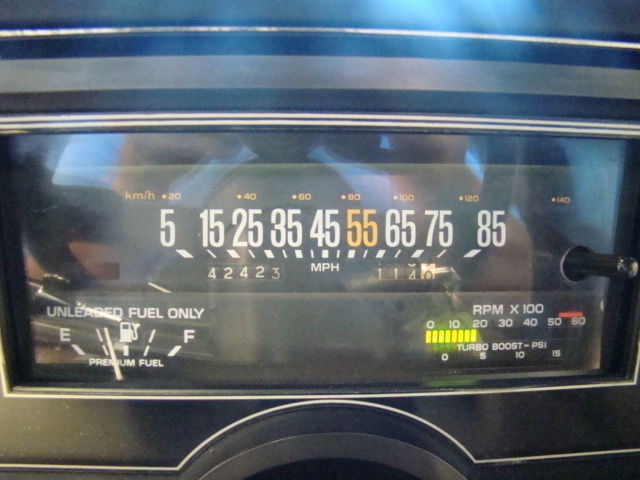 km/h 20 40 60 80 100 120 140
5 15 25 35 45 55 65 75 85
42423 MPH 114
UNLEADED FUEL ONLY
E F
PREMIUM FUEL
RPM X 100
0 10 20 30 40 50 60
TURBO BOOST-PSI
0 5 10 15